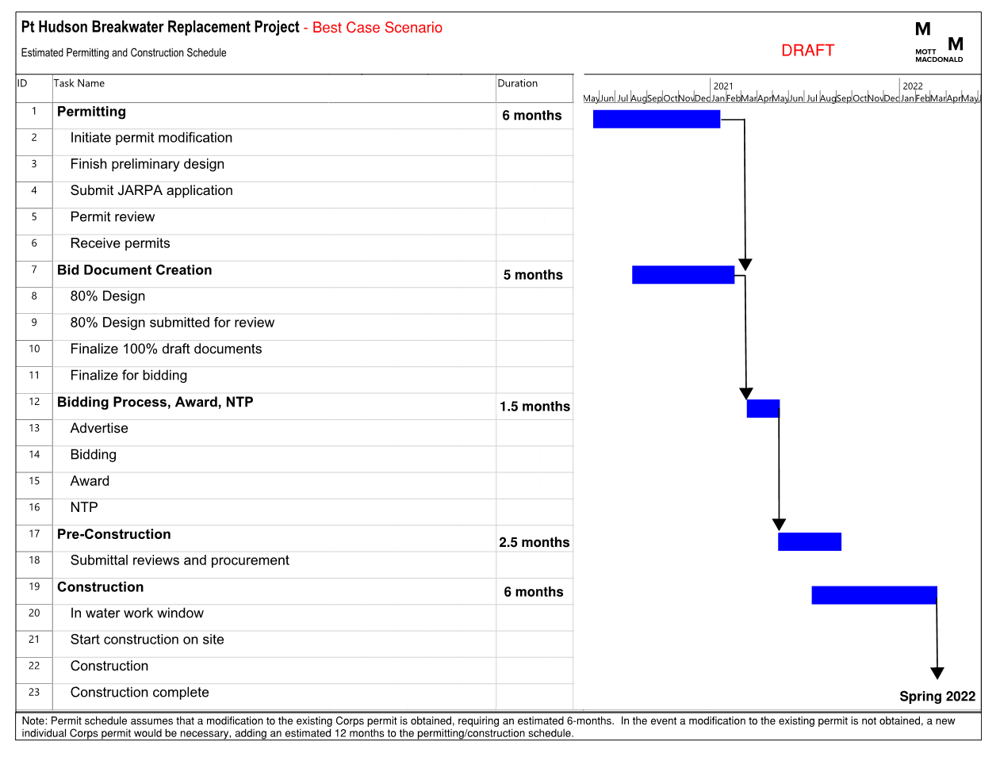 Pt Hudson Breakwater Replacement Project - Best Case Scenario
Estimated Permitting and Construction Schedule
DRAFT
M
M
MOTT
MACDONALD
ID Task Name Duration
2021 2022
May Jun Jul Aug Sep Oct Nov Dec Jan Feb Mar Apr May Jun Jul Aug Sep Oct Nov Dec Jan Feb Mar Apr May J
1 Permitting 6 months
2 Initiate permit modification
3 Finish preliminary design
4 Submit JARPA application
5 Permit review
6 Receive permits
7 Bid Document Creation 5 months
8 80% Design
9 80% Design submitted for review
10 Finalize 100% draft documents
11 Finalize for bidding
12 Bidding Process, Award, NTP 1.5 months
13 Advertise
14 Bidding
15 Award
16 NTP
17 Pre-Construction 2.5 months
18 Submittal reviews and procurement
19 Construction 6 months
20 In water work window
21 Start construction on site
22 Construction
23 Construction complete
Spring 2022
Note: Permit schedule assumes that a modification to the existing Corps permit is obtained, requiring an estimated 6-months. In the event a modification to the existing permit is not obtained, a new
individual Corps permit would be necessary, adding an estimated 12 months to the permitting/construction schedule.